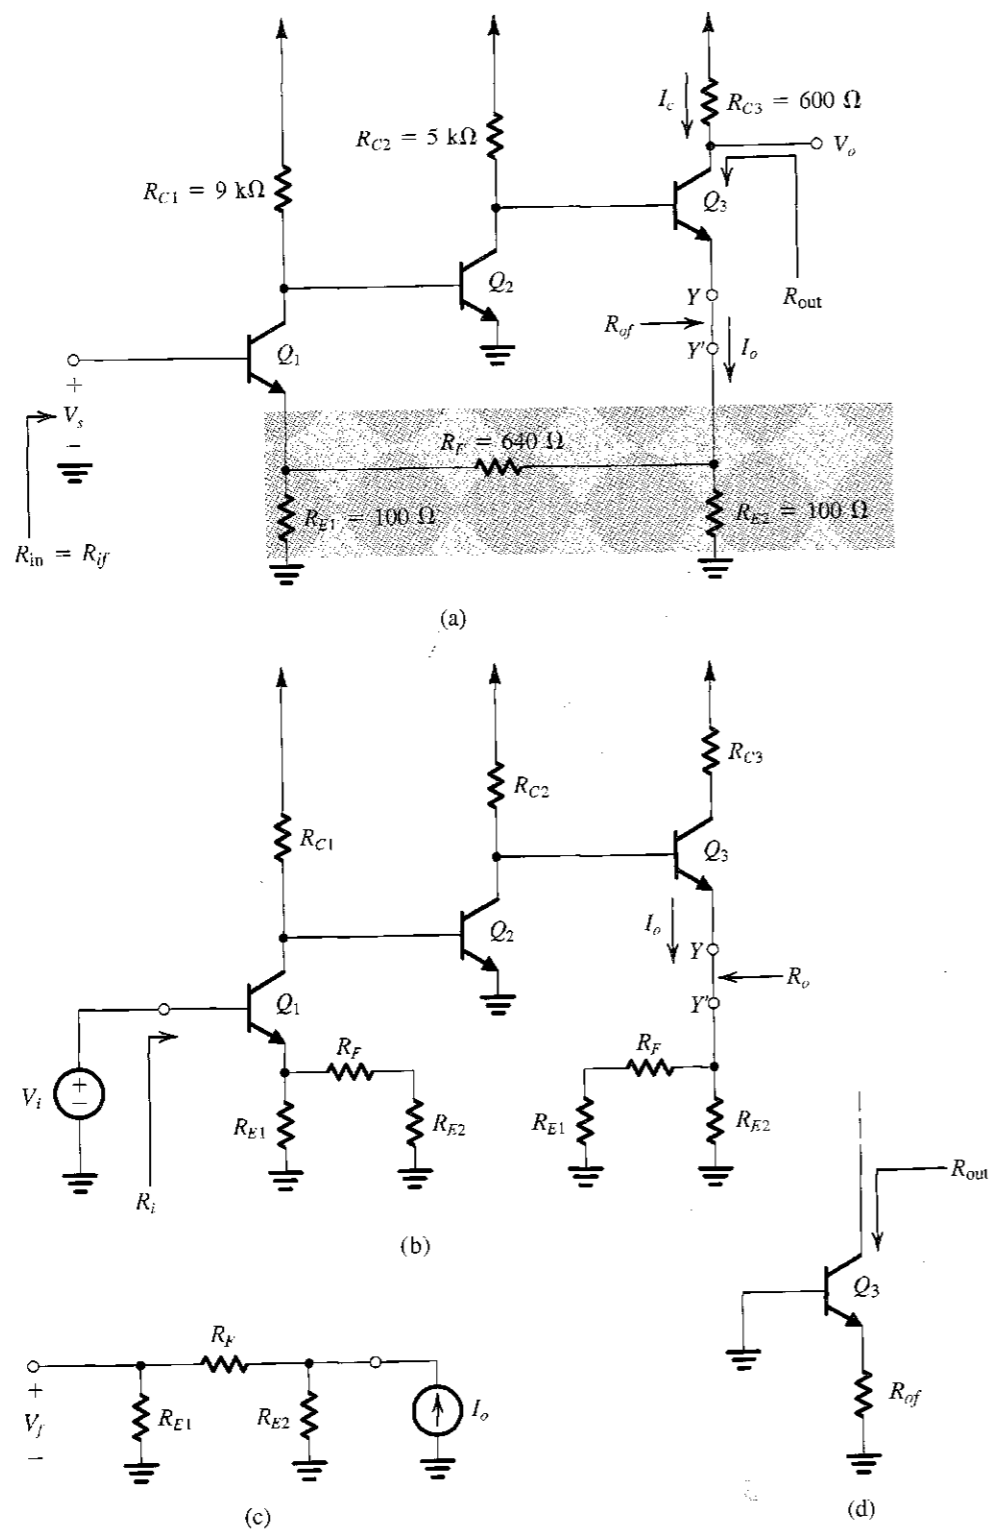 I_c
R_C3 = 600 Ω
R_C2 = 5 kΩ
V_o
R_C1 = 9 kΩ
Q_3
Q_2
Y
R_out
R_of
Y'
I_o
Q_1
+
V_s
−
R_F = 640 Ω
R_E1 = 100 Ω
R_E2 = 100 Ω
R_in = R_if
(a)
R_C3
R_C2
R_C1
Q_3
Q_2
I_o
Y
R_o
Q_1
Y'
R_F
R_F
V_i
+
−
R_E1
R_E2
R_E1
R_E2
R_i
R_out
(b)
Q_3
R_F
+
V_f
−
R_E1
R_E2
I_o
R_of
(c)
(d)